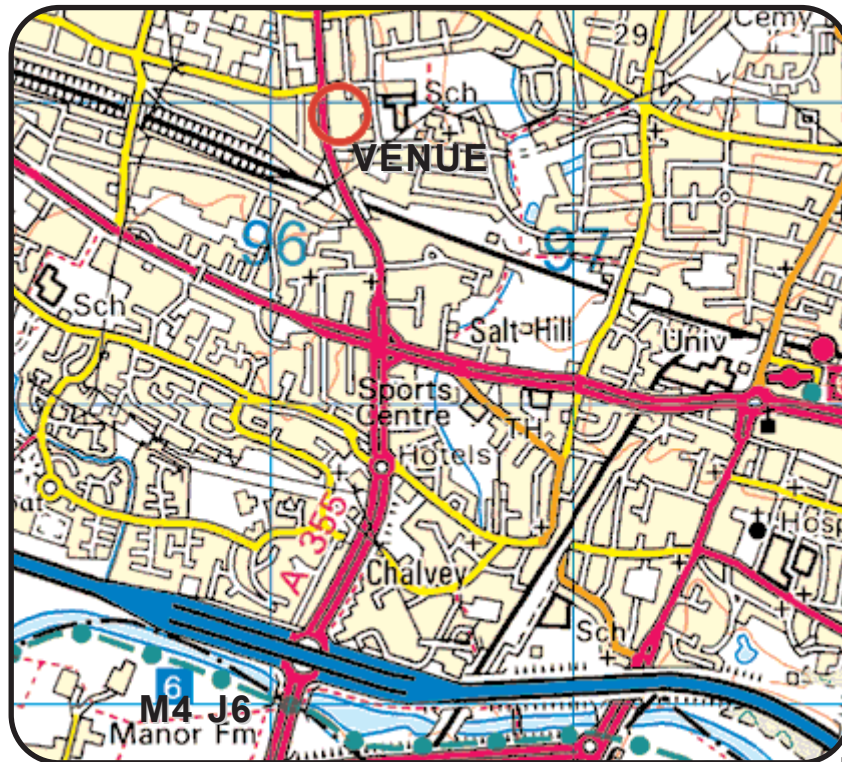 Cemy
29
Sch
VENUE
96
97
Sch
Salt Hill
Univ
Sports
Centre
TH
Hotels
A 355
Hosp
Chalvey
Sch
6
M4 J6
Manor Fm